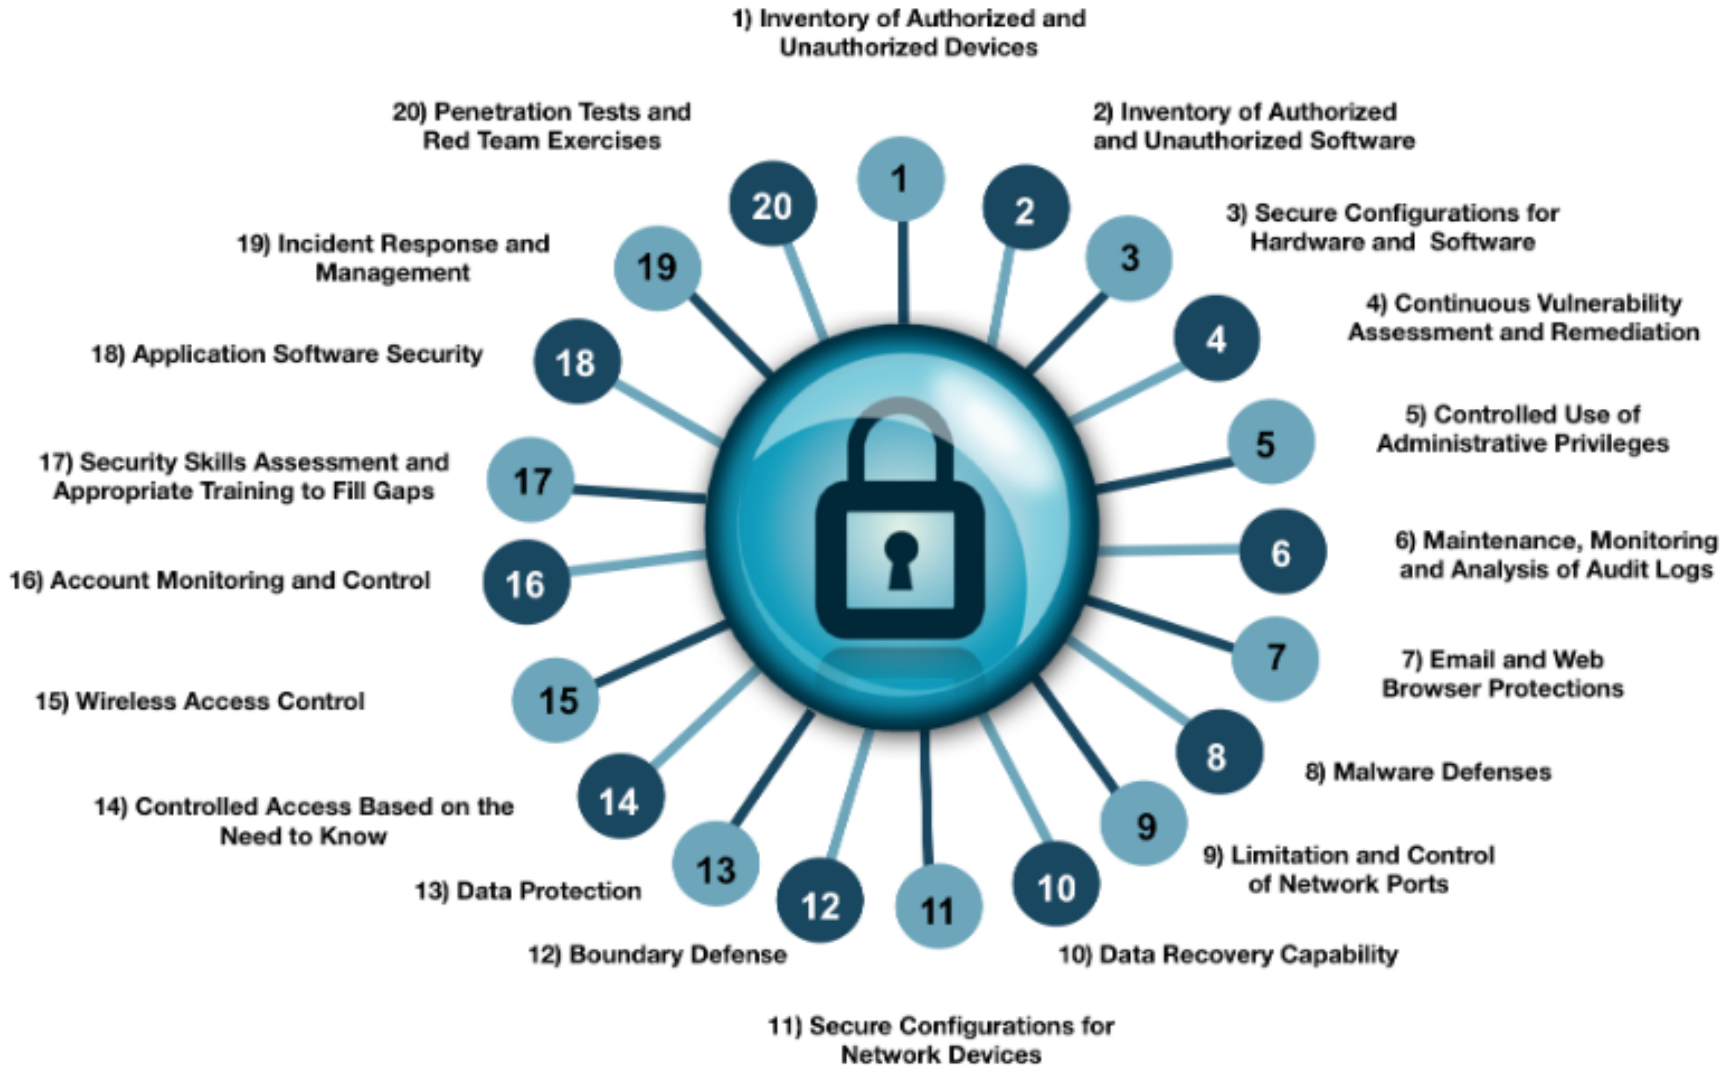 1) Inventory of Authorized and
Unauthorized Devices
2) Inventory of Authorized
and Unauthorized Software
3) Secure Configurations for
Hardware and  Software
4) Continuous Vulnerability
Assessment and Remediation
5) Controlled Use of
Administrative Privileges
6) Maintenance, Monitoring
and Analysis of Audit Logs
7) Email and Web
Browser Protections
8) Malware Defenses
9) Limitation and Control
of Network Ports
10) Data Recovery Capability
11) Secure Configurations for
Network Devices
12) Boundary Defense
13) Data Protection
14) Controlled Access Based on the
Need to Know
15) Wireless Access Control
16) Account Monitoring and Control
17) Security Skills Assessment and
Appropriate Training to Fill Gaps
18) Application Software Security
19) Incident Response and
Management
20) Penetration Tests and
Red Team Exercises
1
2
3
4
5
6
7
8
9
10
11
12
13
14
15
16
17
18
19
20